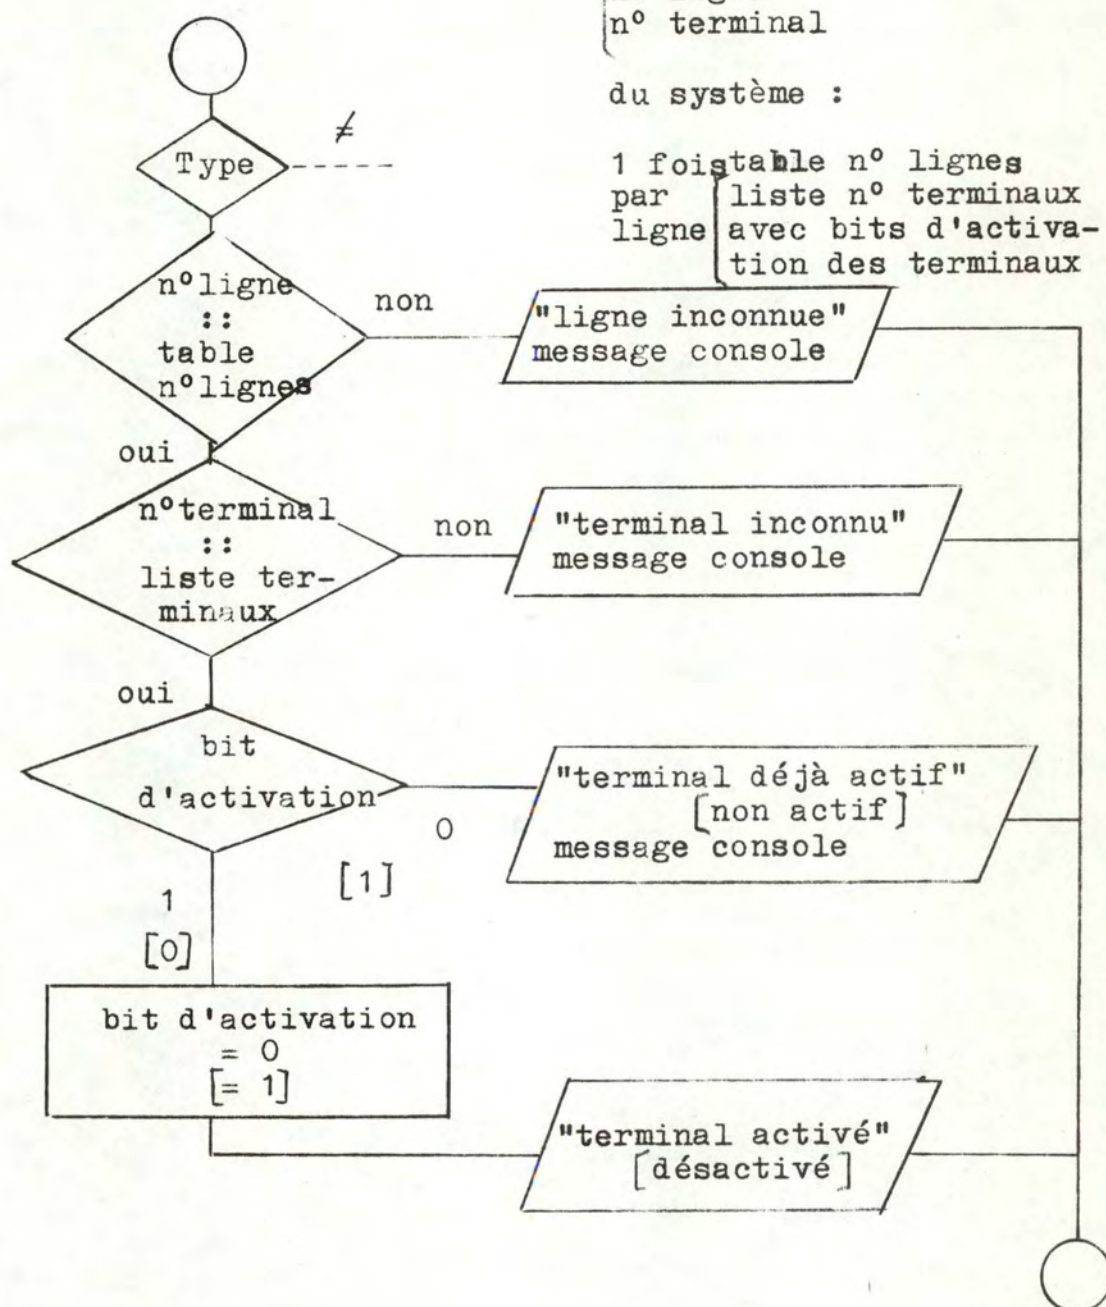 n° terminal
du système :
Type
≠
1 fois table n° lignes
par liste n° terminaux
ligne avec bits d'activa-
tion des terminaux
n° ligne
::
table
n° lignes
non
"ligne inconnue"
message console
oui
n° terminal
::
liste ter-
minaux
non
"terminal inconnu"
message console
oui
bit
d'activation
0
[1]
"terminal déjà actif"
[non actif]
message console
1
[0]
bit d'activation
= 0
[= 1]
"terminal activé"
[désactivé]